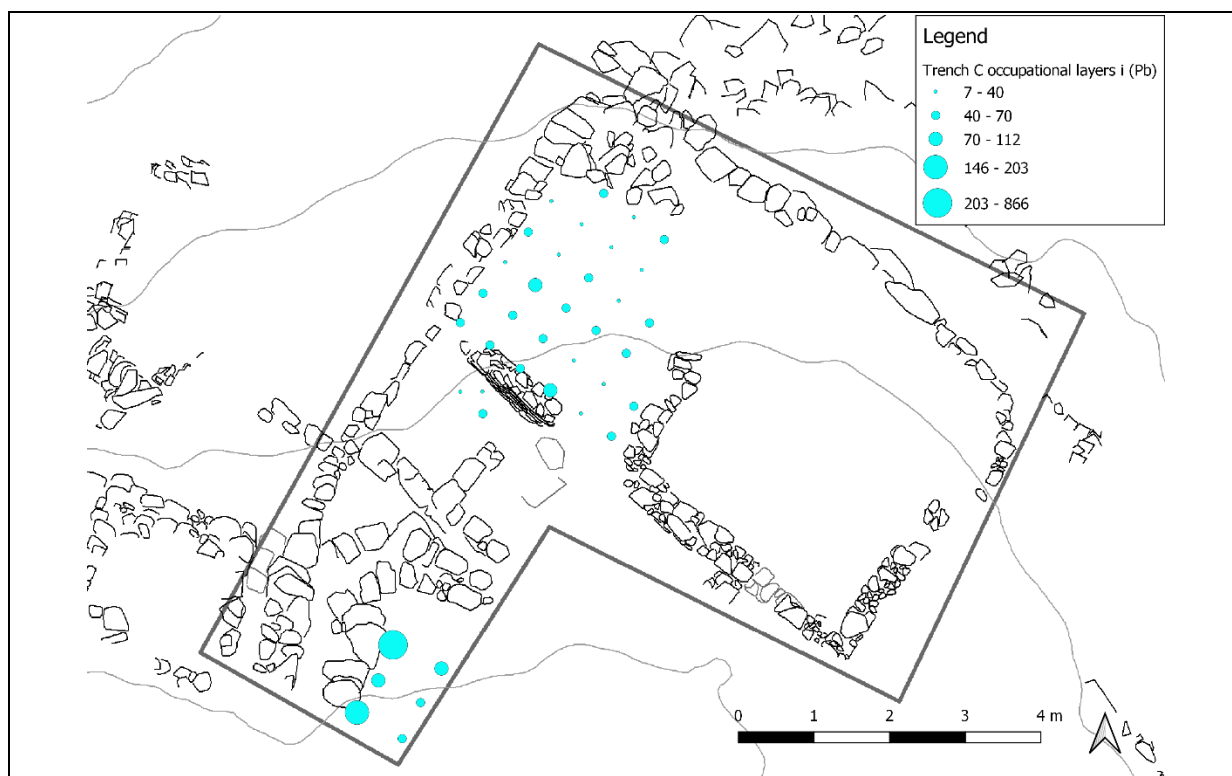 Legend
Trench C occupational layers i (Pb)
7 - 40
40 - 70
70 - 112
146 - 203
203 - 866
0 1 2 3 4 m